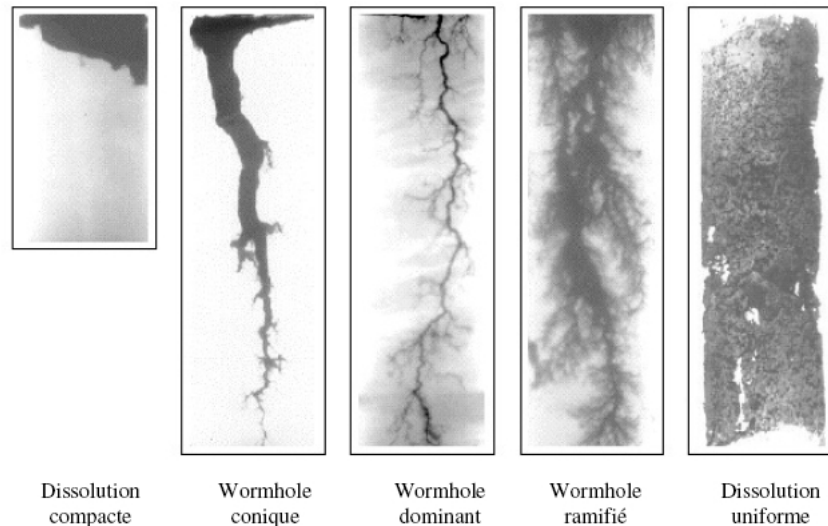 Dissolution
compacte
Wormhole
conique
Wormhole
dominant
Wormhole
ramifié
Dissolution
uniforme